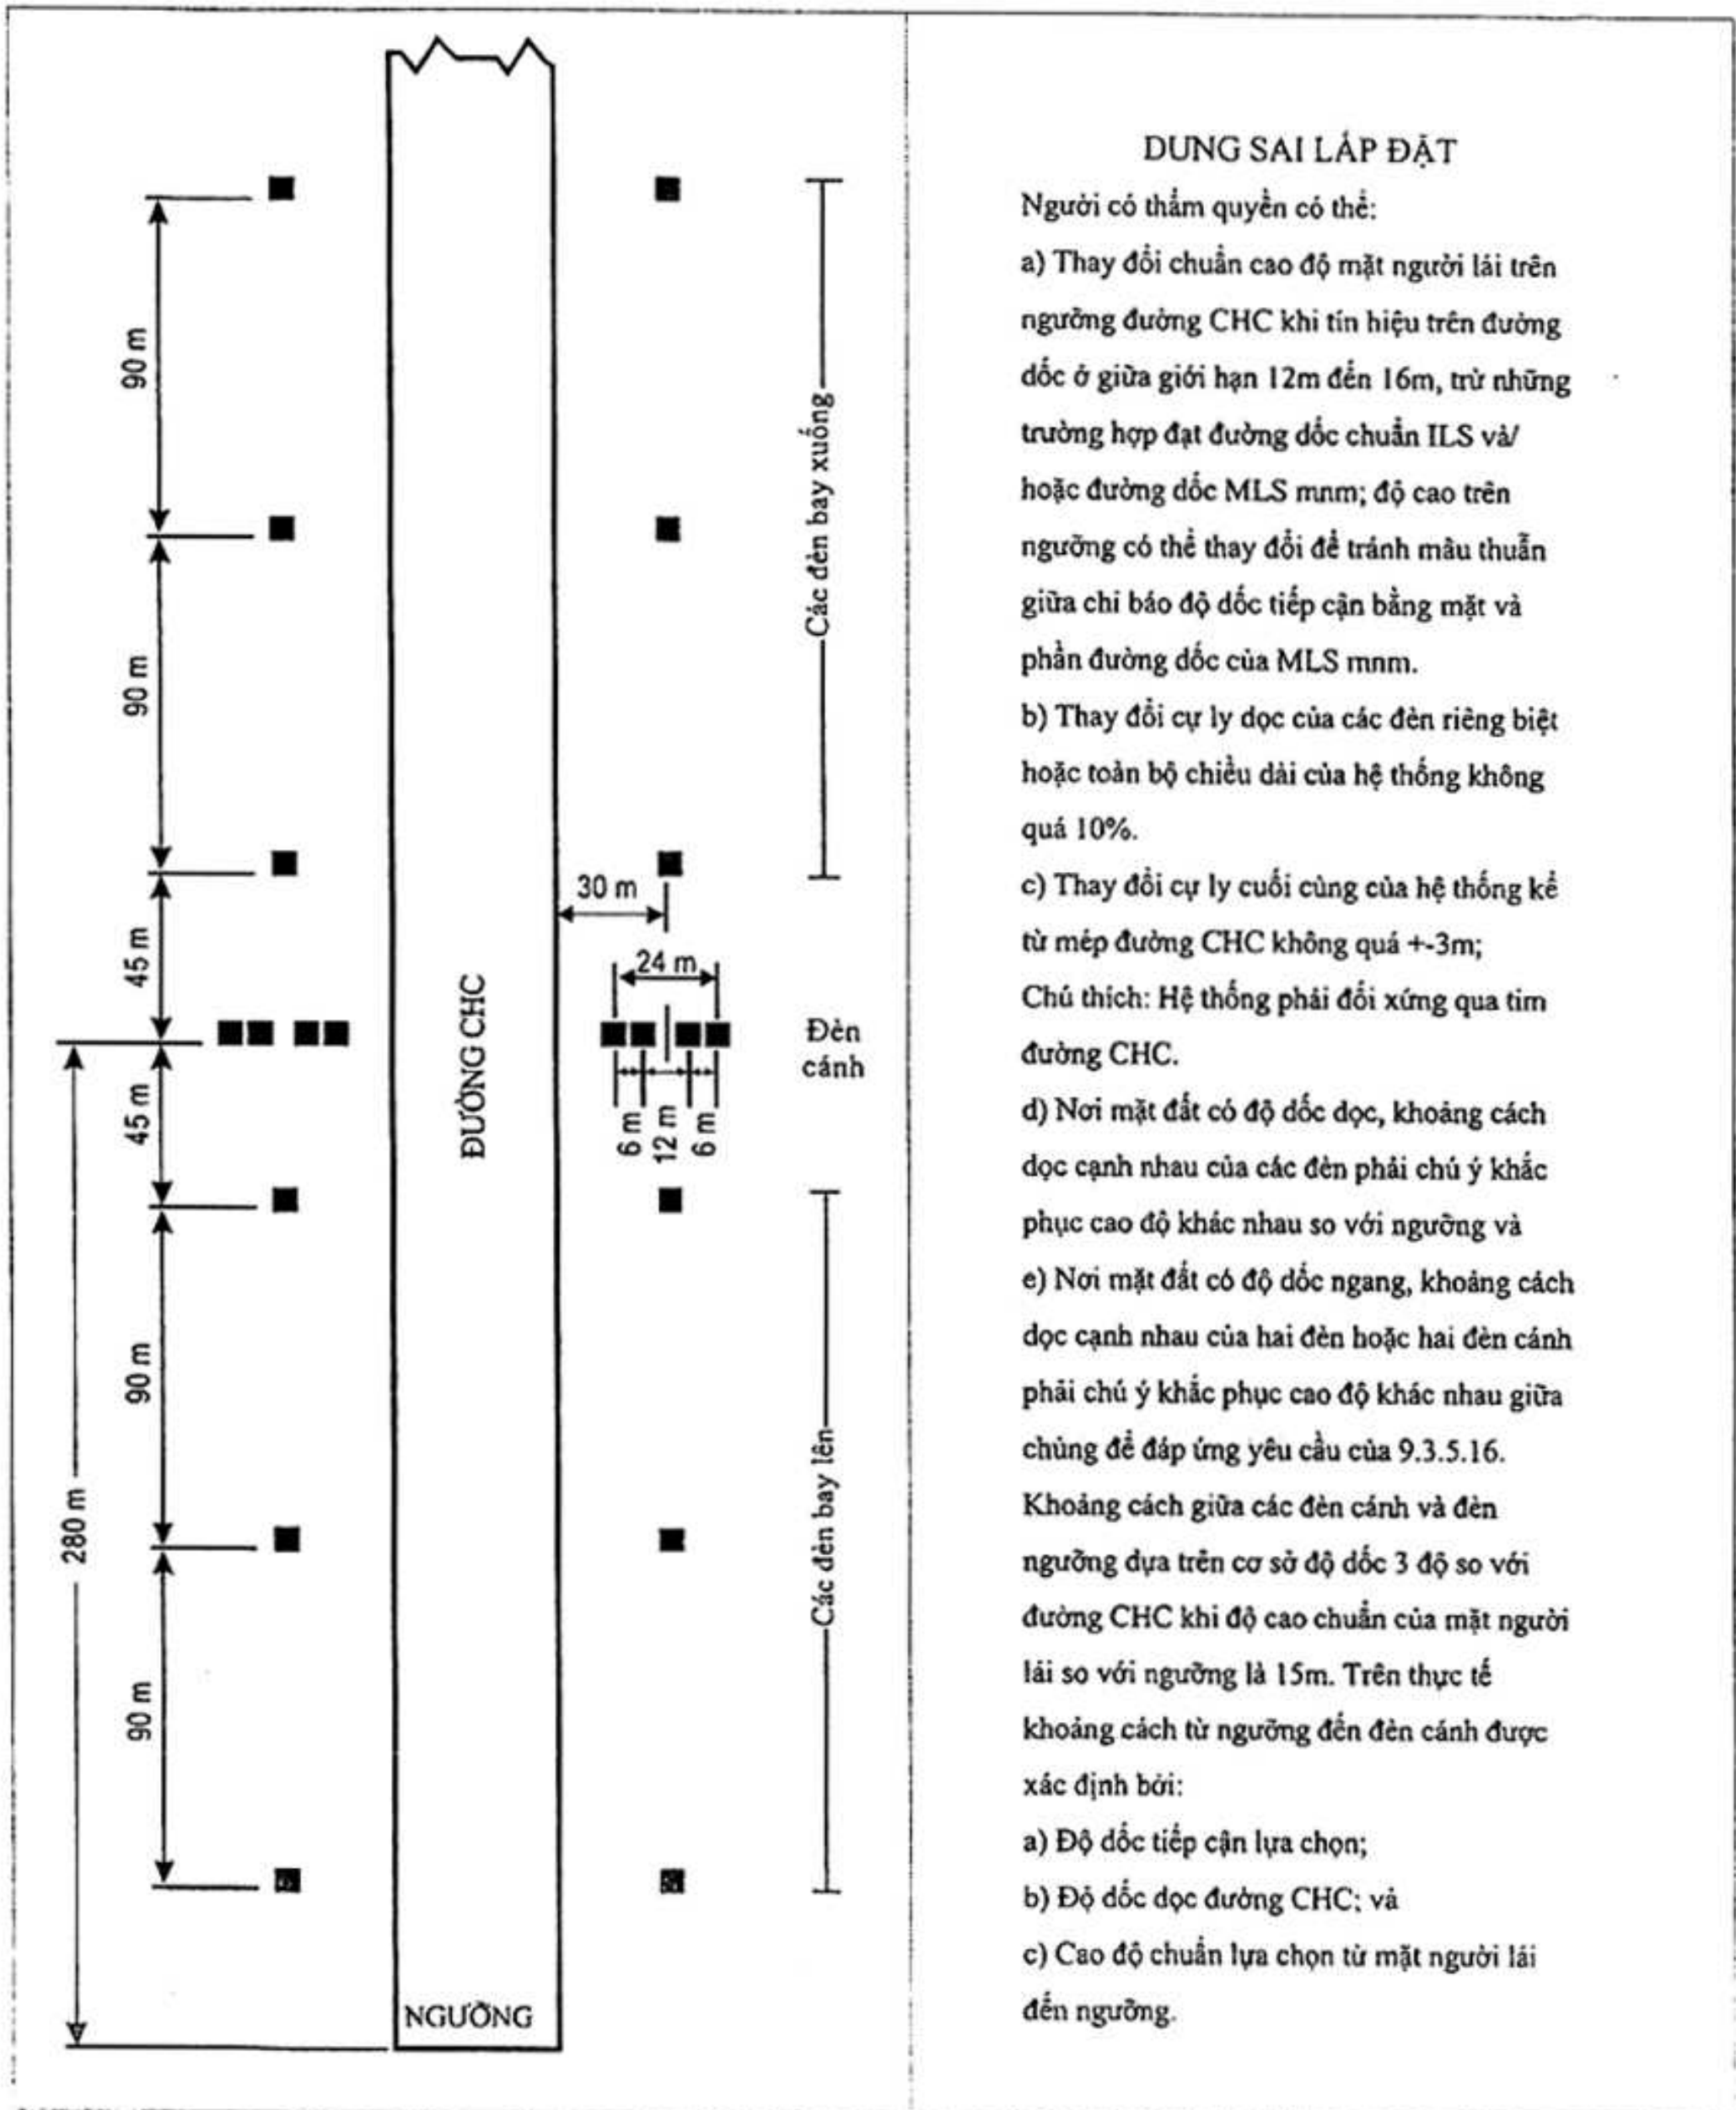 90 m
90 m
45 m
45 m
90 m
90 m
280 m
ĐƯỜNG CHC
NGƯỠNG
30 m
24 m
6 m
12 m
6 m
Các đèn bay xuống
Đèn
cánh
Các đèn bay lên
DUNG SAI LẮP ĐẶT
Người có thẩm quyền có thể:
a) Thay đổi chuẩn cao độ mặt người lái trên
ngưỡng đường CHC khi tín hiệu trên đường
dốc ở giữa giới hạn 12m đến 16m, trừ những
trường hợp đạt đường dốc chuẩn ILS và/
hoặc đường dốc MLS mnm; độ cao trên
ngưỡng có thể thay đổi để tránh mâu thuẫn
giữa chỉ báo độ dốc tiếp cận bằng mặt và
phần đường dốc của MLS mnm.
b) Thay đổi cự ly dọc của các đèn riêng biệt
hoặc toàn bộ chiều dài của hệ thống không
quá 10%.
c) Thay đổi cự ly cuối cùng của hệ thống kể
từ mép đường CHC không quá +-3m;
Chú thích: Hệ thống phải đối xứng qua tim
đường CHC.
d) Nơi mặt đất có độ dốc dọc, khoảng cách
dọc cạnh nhau của các đèn phải chú ý khắc
phục cao độ khác nhau so với ngưỡng và
e) Nơi mặt đất có độ dốc ngang, khoảng cách
dọc cạnh nhau của hai đèn hoặc hai đèn cánh
phải chú ý khắc phục cao độ khác nhau giữa
chúng để đáp ứng yêu cầu của 9.3.5.16.
Khoảng cách giữa các đèn cánh và đèn
ngưỡng dựa trên cơ sở độ dốc 3 độ so với
đường CHC khi độ cao chuẩn của mặt người
lái so với ngưỡng là 15m. Trên thực tế
khoảng cách từ ngưỡng đến đèn cánh được
xác định bởi:
a) Độ dốc tiếp cận lựa chọn;
b) Độ dốc dọc đường CHC; và
c) Cao độ chuẩn lựa chọn từ mặt người lái
đến ngưỡng.